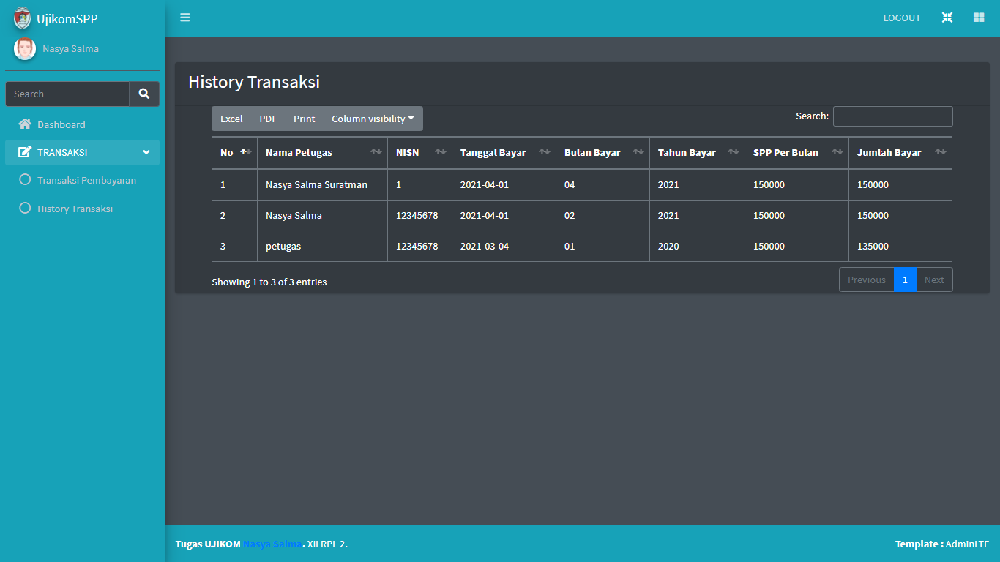 UjikomSPP
LOGOUT
Nasya Salma
Search
Dashboard
TRANSAKSI
Transaksi Pembayaran
History Transaksi
History Transaksi
Excel PDF Print Column visibility
Search:
No Nama Petugas NISN Tanggal Bayar Bulan Bayar Tahun Bayar SPP Per Bulan Jumlah Bayar
1 Nasya Salma Suratman 1 2021-04-01 04 2021 150000 150000
2 Nasya Salma 12345678 2021-04-01 02 2021 150000 150000
3 petugas 12345678 2021-03-04 01 2020 150000 135000
Showing 1 to 3 of 3 entries
Previous 1 Next
Tugas UJIKOM Nasya Salma. XII RPL 2.
Template : AdminLTE